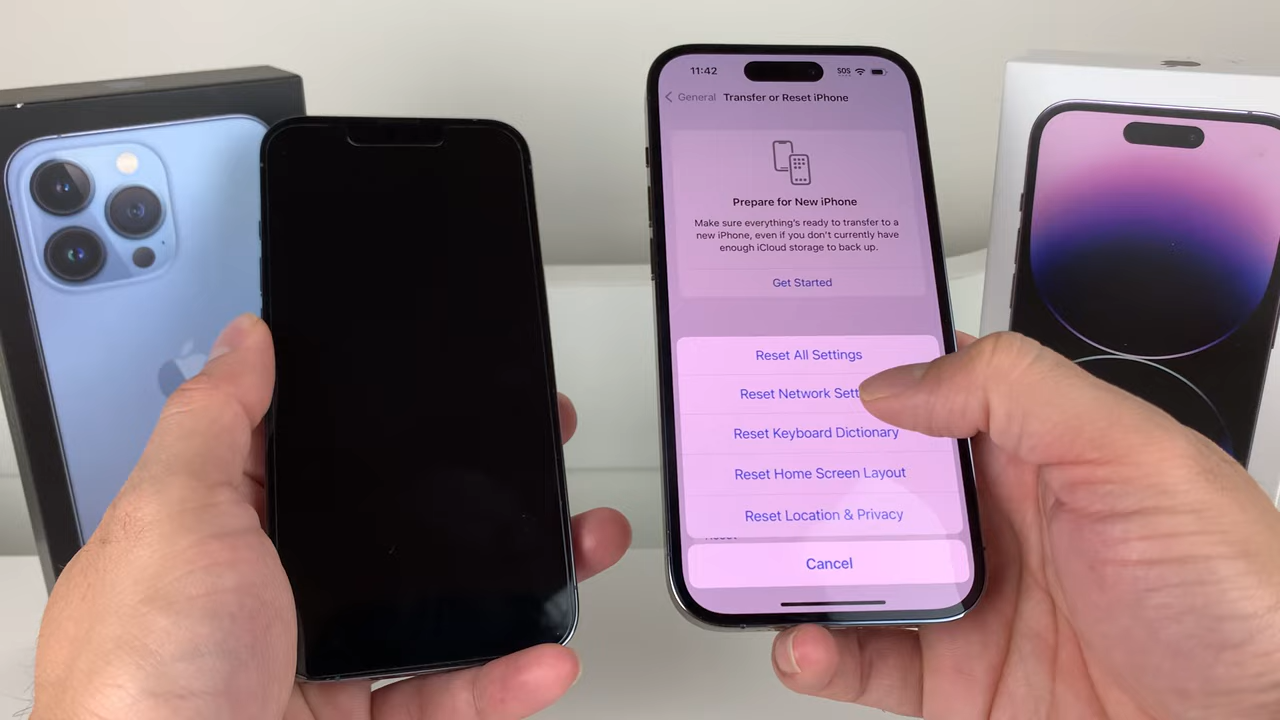 11:42
SOS
General
Transfer or Reset iPhone
Prepare for New iPhone
Make sure everything's ready to transfer to a
new iPhone, even if you don't currently have
enough iCloud storage to back up.
Get Started
Reset All Settings
Reset Network Sett
Reset Keyboard Dictionary
Reset Home Screen Layout
Reset Location & Privacy
Cancel